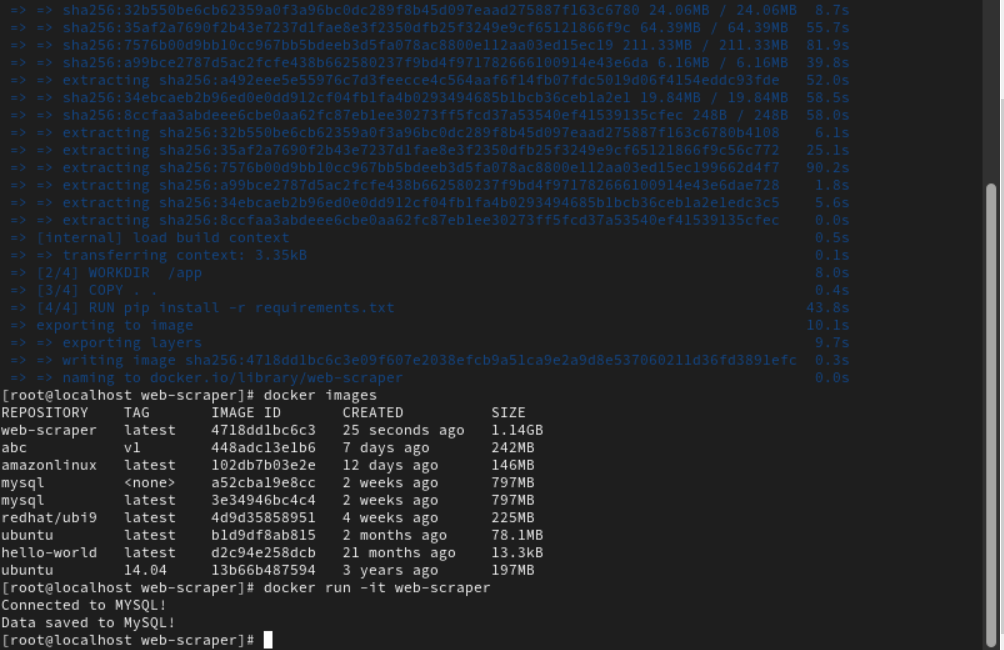 => => sha256:32b550be6cb62359a0f3a96bc0dc289f8b45d097eaad275887f163c6780 24.06MB / 24.06MB 8.7s
=> => sha256:35af2a7690f2b43e7237d1fae8e3f2350dfb25f3249e9cf65121866f9c 64.39MB / 64.39MB 55.7s
=> => sha256:7576b00d9bb10cc967bb5bdeeb3d5fa078ac8800e112aa03ed15ec19 211.33MB / 211.33MB 81.9s
=> => sha256:a99bce2787d5ac2fcfe438b662580237f9bd4f971782666100914e43e6da 6.16MB / 6.16MB 39.8s
=> => extracting sha256:a492eee5e55976c7d3feecce4c564aaf6f14fb07fdc5019d06f4154eddc93fde 52.0s
=> => sha256:34ebcaeb2b96ed0e0dd912cf04fb1fa4b0293494685b1bcb36ceb1a2e1 19.84MB / 19.84MB 58.5s
=> => sha256:8ccfaa3abdeee6cbe0aa62fc87eb1ee30273ff5fcd37a53540ef41539135cfec 248B / 248B 58.0s
=> => extracting sha256:32b550be6cb62359a0f3a96bc0dc289f8b45d097eaad275887f163c6780b4108 6.1s
=> => extracting sha256:35af2a7690f2b43e7237d1fae8e3f2350dfb25f3249e9cf65121866f9c56c772 25.1s
=> => extracting sha256:7576b00d9bb10cc967bb5bdeeb3d5fa078ac8800e112aa03ed15ec199662d4f7 90.2s
=> => extracting sha256:a99bce2787d5ac2fcfe438b662580237f9bd4f971782666100914e43e6dae728 1.8s
=> => extracting sha256:34ebcaeb2b96ed0e0dd912cf04fb1fa4b0293494685b1bcb36ceb1a2e1edc3c5 5.6s
=> => extracting sha256:8ccfaa3abdeee6cbe0aa62fc87eb1ee30273ff5fcd37a53540ef41539135cfec 0.0s
=> [internal] load build context 0.5s
=> => transferring context: 3.35kB 0.1s
=> [2/4] WORKDIR /app 8.0s
=> [3/4] COPY . . 0.4s
=> [4/4] RUN pip install -r requirements.txt 43.8s
=> exporting to image 10.1s
=> => exporting layers 9.7s
=> => writing image sha256:4718dd1bc6c3e09f607e2038efcb9a51ca9e2a9d8e537060211d36fd3891efc 0.3s
=> => naming to docker.io/library/web-scraper 0.0s
[root@localhost web-scraper]# docker images
REPOSITORY TAG IMAGE ID CREATED SIZE
web-scraper latest 4718dd1bc6c3 25 seconds ago 1.14GB
abc v1 448adc13e1b6 7 days ago 242MB
amazonlinux latest 102db7b03e2e 12 days ago 146MB
mysql <none> a52cba19e8cc 2 weeks ago 797MB
mysql latest 3e34946bc4c4 2 weeks ago 797MB
redhat/ubi9 latest 4d9d35858951 4 weeks ago 225MB
ubuntu latest b1d9df8ab815 2 months ago 78.1MB
hello-world latest d2c94e258dcb 21 months ago 13.3kB
ubuntu 14.04 13b66b487594 3 years ago 197MB
[root@localhost web-scraper]# docker run -it web-scraper
Connected to MYSQL!
Data saved to MySQL!
[root@localhost web-scraper]#